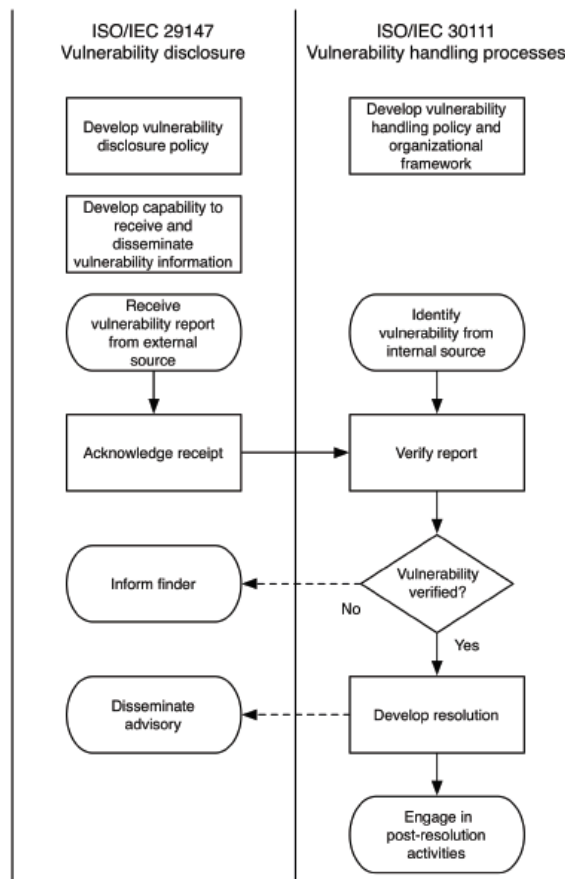 ISO/IEC 29147
Vulnerability disclosure
ISO/IEC 30111
Vulnerability handling processes
Develop vulnerability
disclosure policy
Develop vulnerability
handling policy and
organizational
framework
Develop capability to
receive and
disseminate
vulnerability information
Receive
vulnerability report
from external
source
Identify
vulnerability from
internal source
Acknowledge receipt
Verify report
Inform finder
Vulnerability
verified?
No
Yes
Disseminate
advisory
Develop resolution
Engage in
post-resolution
activities